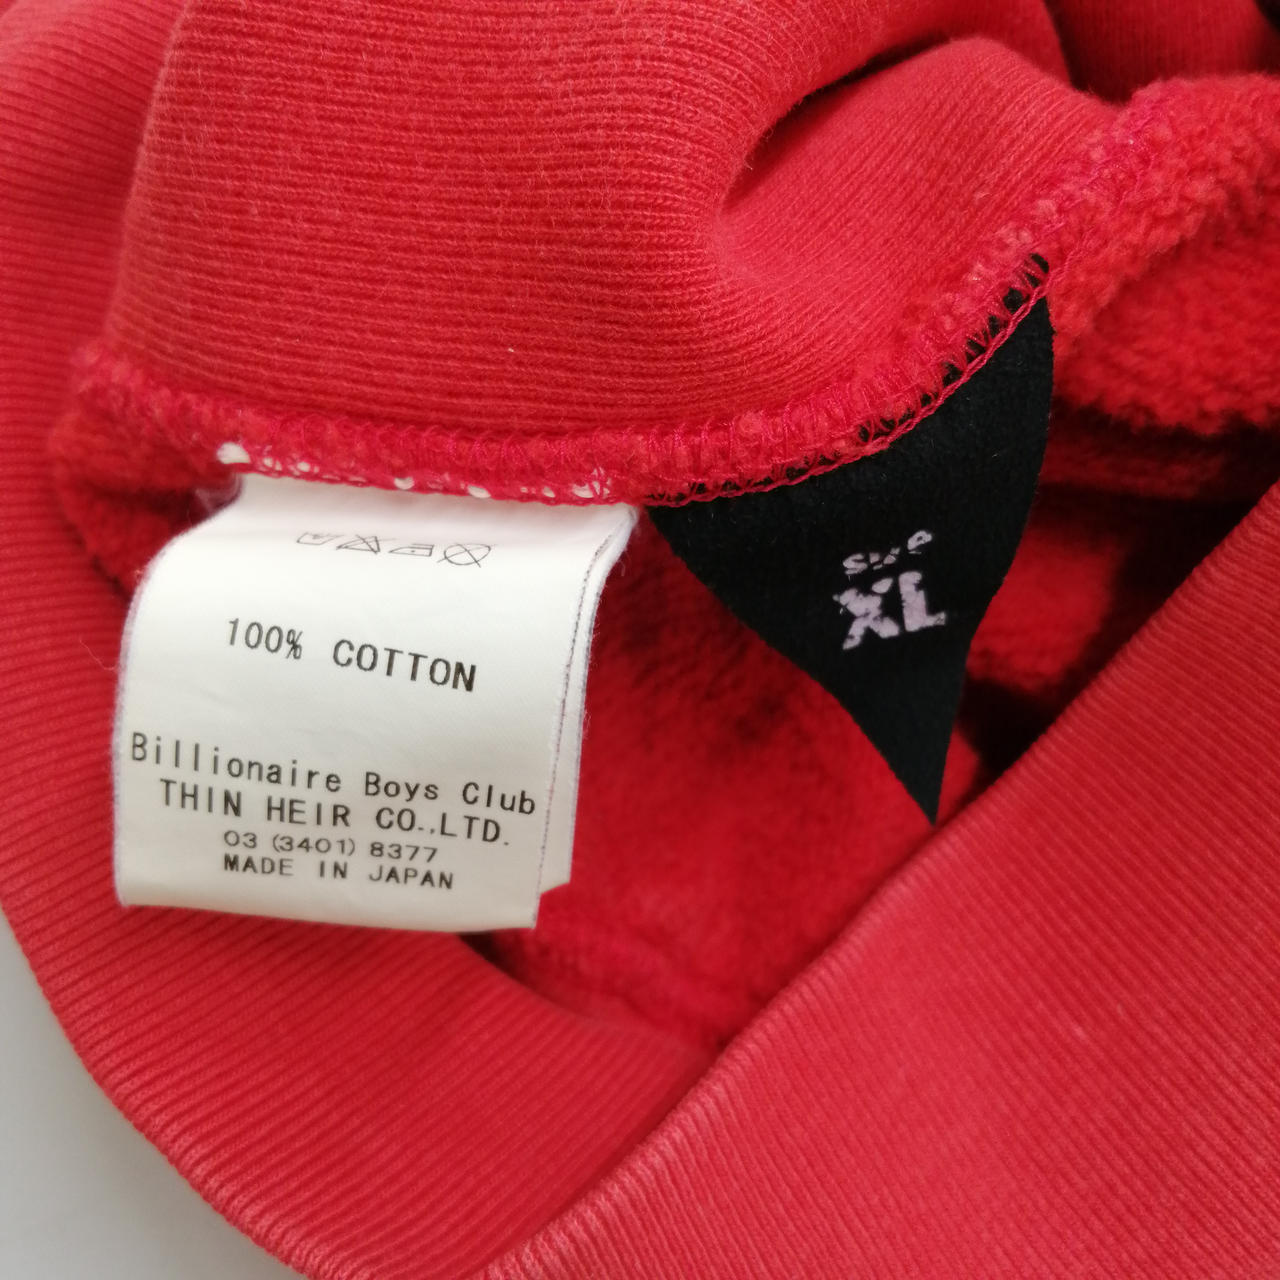 100% COTTON
Billionaire Boys Club
THIN HEIR CO.,LTD.
03 (3401) 8377
MADE IN JAPAN
SIZE
XL